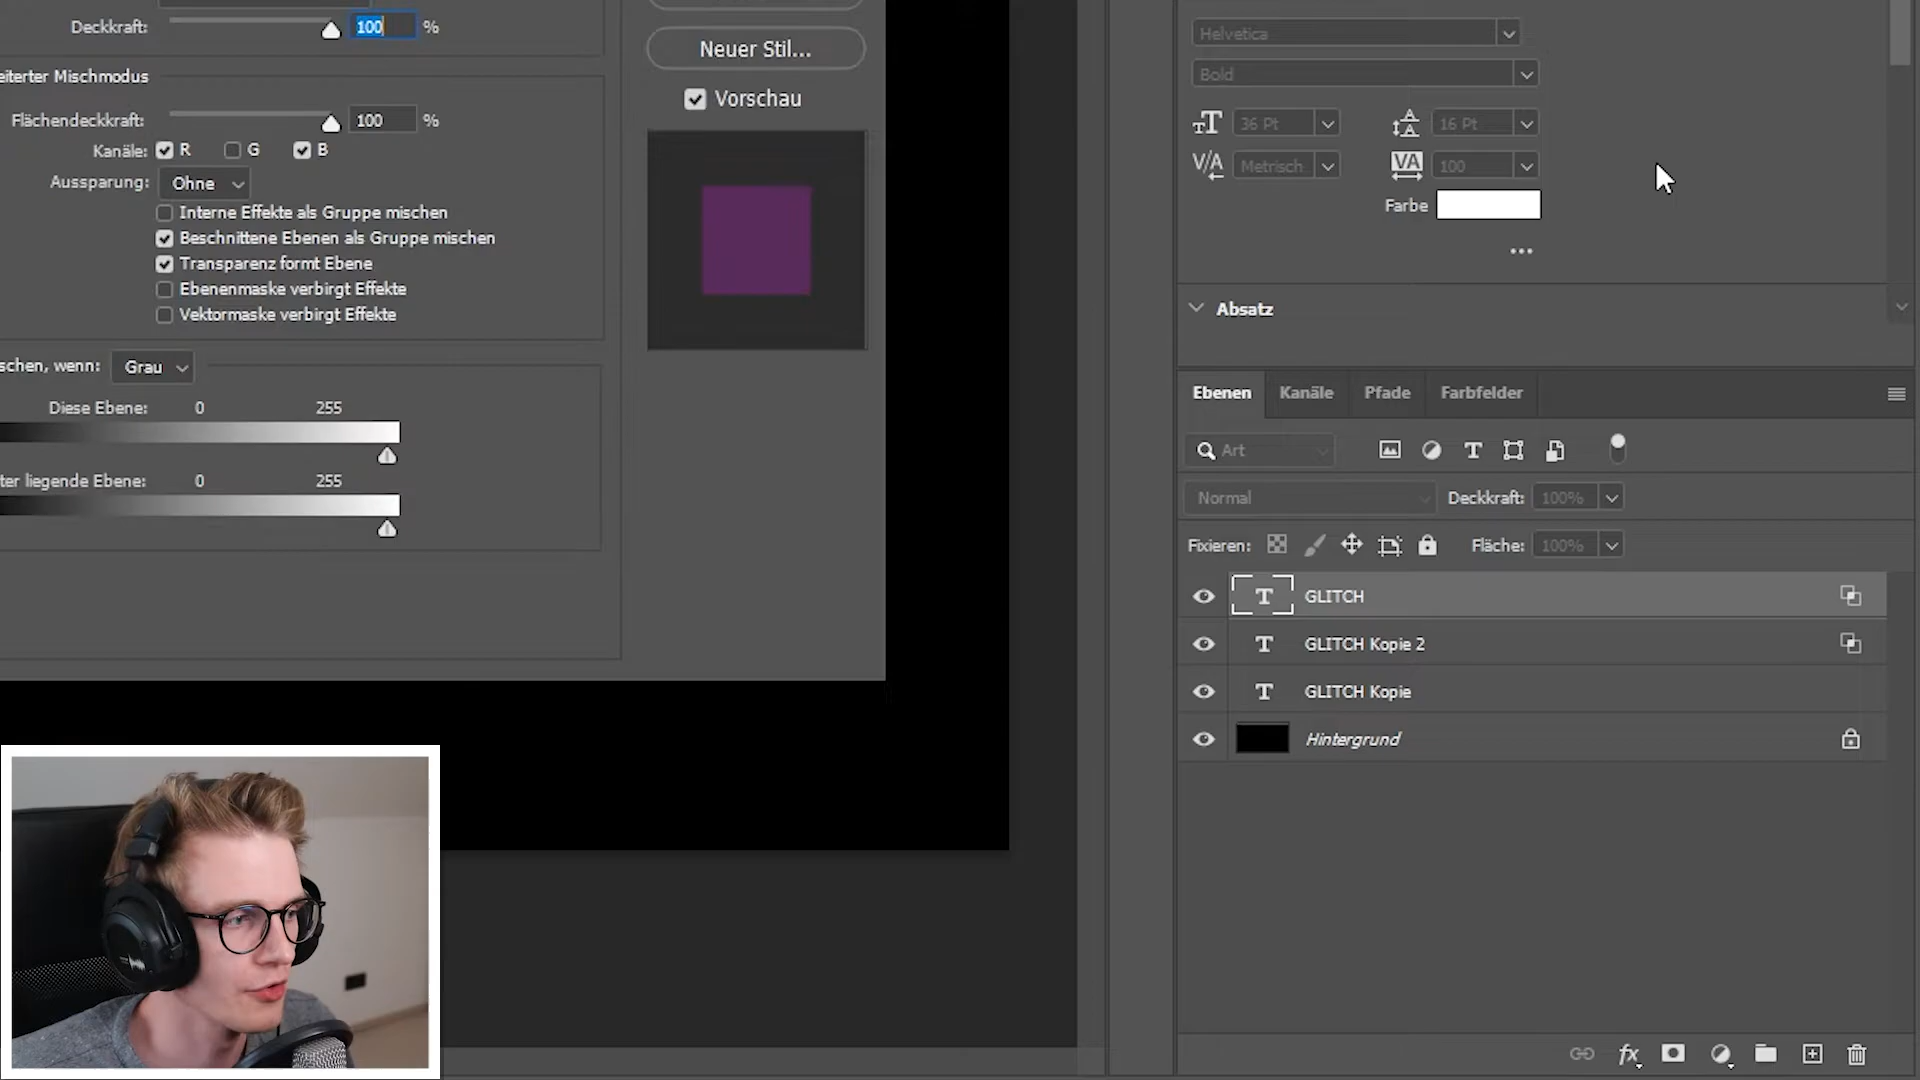 Deckkraft: 100 %
Neuer Stil...
eiterter Mischmodus
Vorschau
Flächendeckkraft: 100 %
Kanäle: R G B
Aussparung: Ohne
Interne Effekte als Gruppe mischen
Beschnittene Ebenen als Gruppe mischen
Transparenz formt Ebene
Ebenenmaske verbirgt Effekte
Vektormaske verbirgt Effekte
schen, wenn: Grau
Diese Ebene: 0 255
ter liegende Ebene: 0 255
Helvetica
Bold
36 Pt 16 Pt
Metrisch 100
Farbe
Absatz
Ebenen Kanäle Pfade Farbfelder
Art
Normal Deckkraft: 100%
Fixieren: Fläche: 100%
GLITCH
GLITCH Kopie 2
GLITCH Kopie
Hintergrund
fx